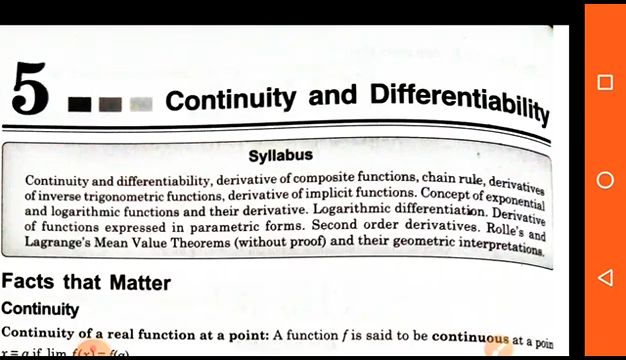 5 Continuity and Differentiability
Syllabus
Continuity and differentiability, derivative of composite functions, chain rule, derivatives
of inverse trigonometric functions, derivative of implicit functions. Concept of exponential
and logarithmic functions and their derivative. Logarithmic differentiation. Derivative
of functions expressed in parametric forms. Second order derivatives. Rolle's and
Lagrange's Mean Value Theorems (without proof) and their geometric interpretations.
Facts that Matter
Continuity
Continuity of a real function at a point: A function f is said to be continuous at a poin
x = a if lim f(x) = f(a)